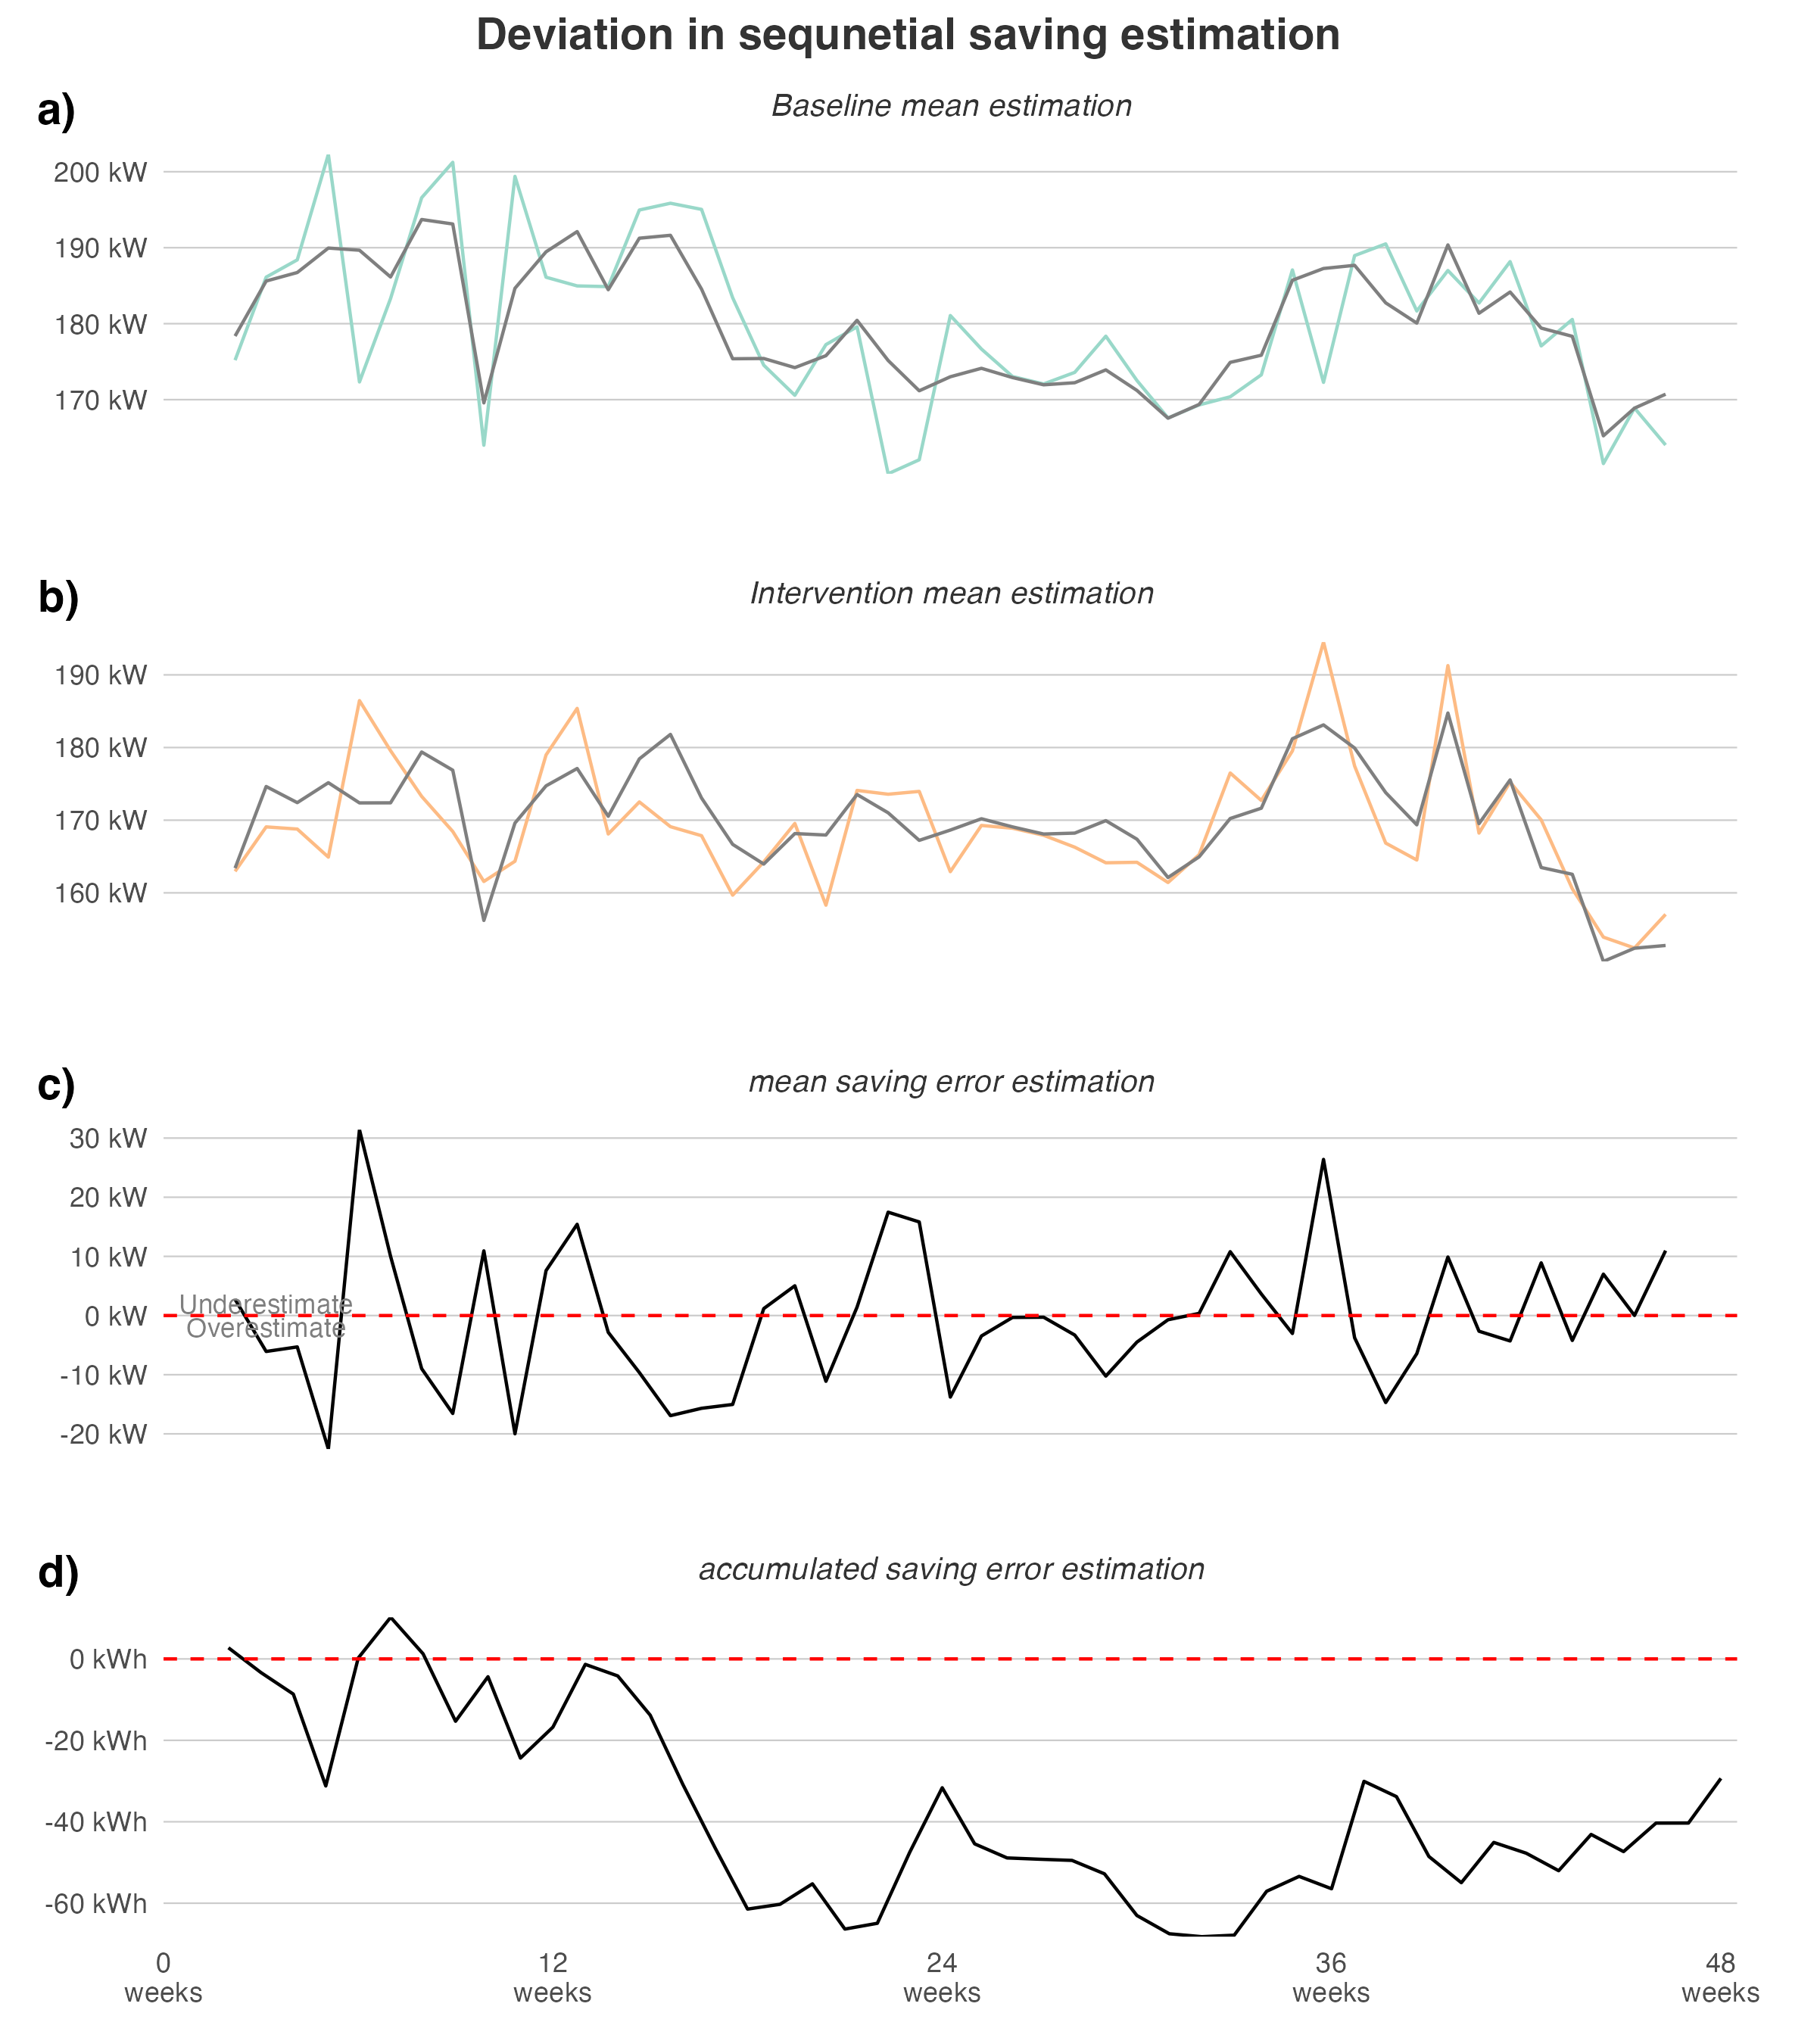 Deviation in sequnetial saving estimation
a)
Baseline mean estimation
200 kW
190 kW
180 kW
170 kW
b)
Intervention mean estimation
190 kW
180 kW
170 kW
160 kW
c)
mean saving error estimation
30 kW
20 kW
10 kW
Underestimate
0 kW
Overestimate
-10 kW
-20 kW
d)
accumulated saving error estimation
0 kWh
-20 kWh
-40 kWh
-60 kWh
0 12 24 36 48
weeks weeks weeks weeks weeks